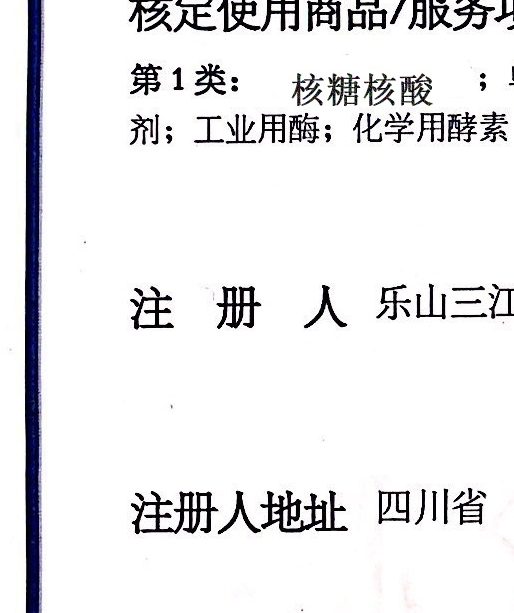 核定使用商品/服务项
第1类: 核糖核酸 ;
剂;工业用酶;化学用酵素
注 册 人 乐山三江
注册人地址 四川省